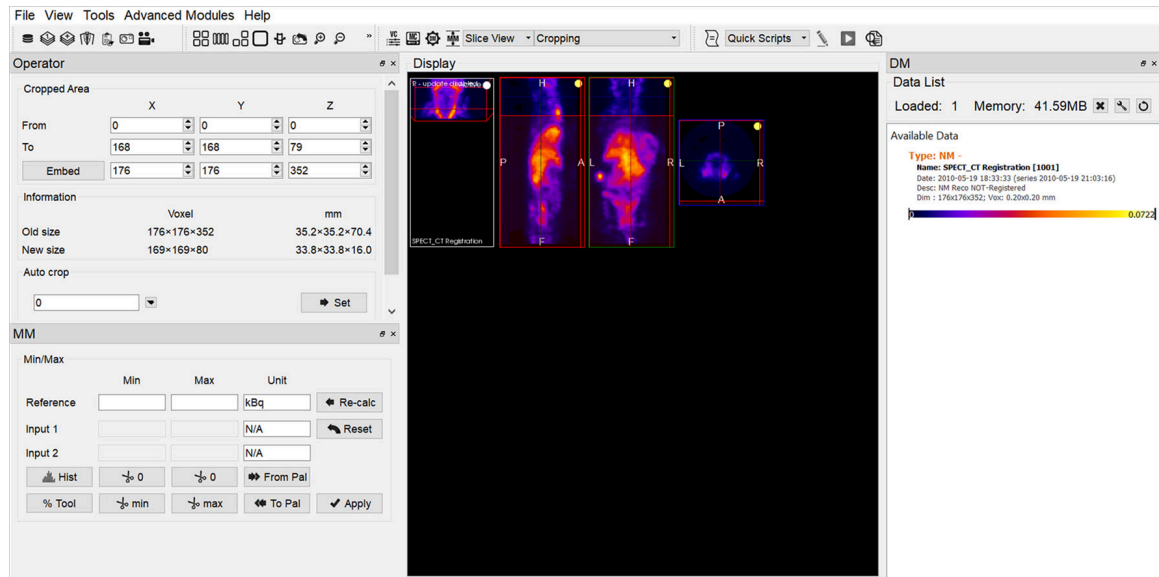 File View Tools Advanced Modules Help
» VC MC MM Slice View Cropping Quick Scripts
Operator
Cropped Area
X Y Z
From 0 0 0
To 168 168 79
Embed 176 176 352
Information
Voxel mm
Old size 176×176×352 35.2×35.2×70.4
New size 169×169×80 33.8×33.8×16.0
Auto crop
0 Set
MM
Min/Max
Min Max Unit
Reference kBq Re-calc
Input 1 N/A Reset
Input 2 N/A
Hist 0 0 From Pal
% Tool min max To Pal Apply
Display
R - update disabled
H H
P A L R
F F
SPECT_CT Registration
P
L R
A
DM
Data List
Loaded: 1 Memory: 41.59MB
Available Data
Type: NM -
Name: SPECT_CT Registration [1001]
Date: 2010-05-19 18:33:33 (series 2010-05-19 21:03:16)
Desc: NM Reco NOT-Registered
Dim : 176x176x352; Vox: 0.20x0.20 mm
0 0.0722